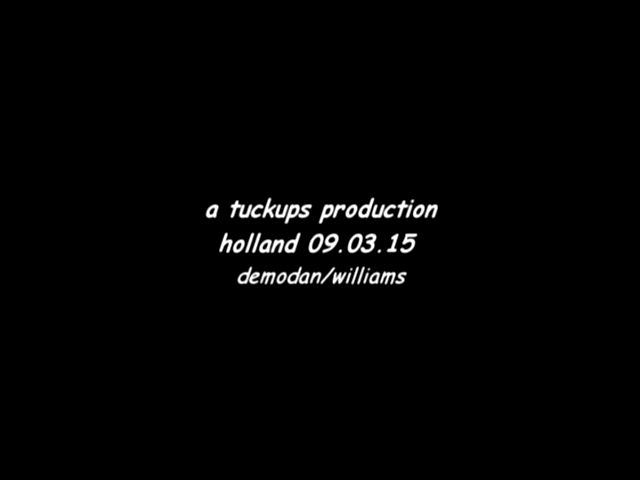 a tuckups production
holland 09.03.15
demodan/williams